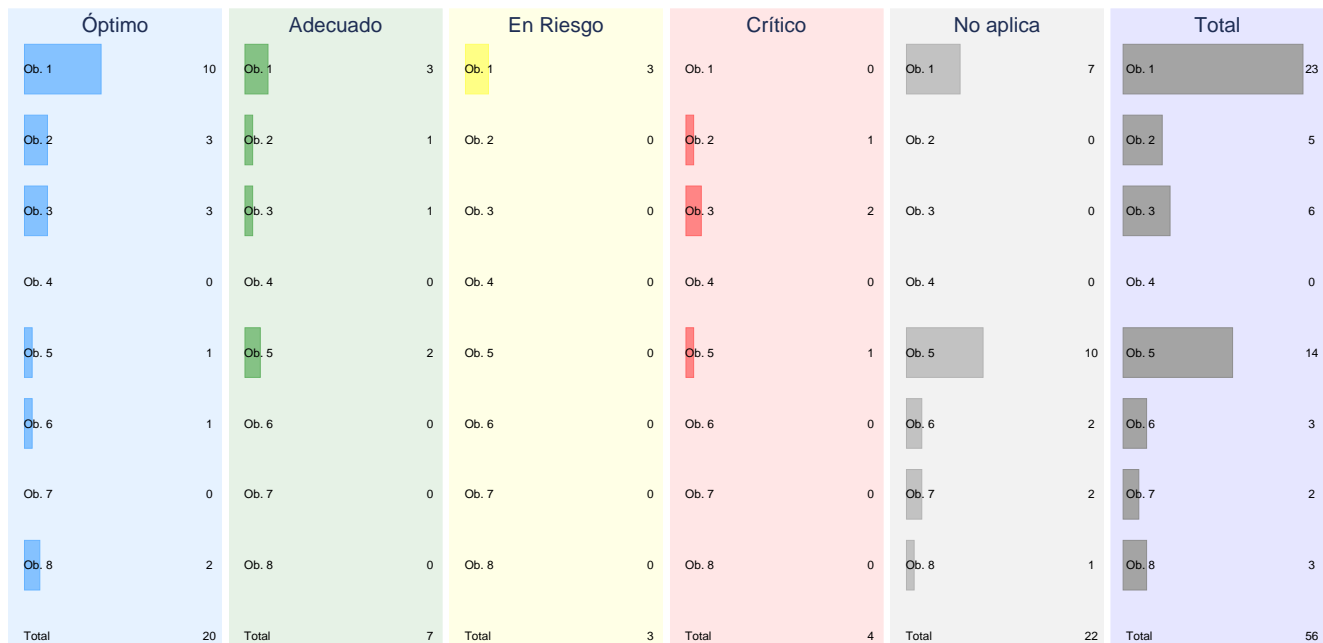 Óptimo Adecuado En Riesgo Crítico No aplica Total
Ob. 1 10 Ob. 1 3 Ob. 1 3 Ob. 1 0 Ob. 1 7 Ob. 1 23
Ob. 2 3 Ob. 2 1 Ob. 2 0 Ob. 2 1 Ob. 2 0 Ob. 2 5
Ob. 3 3 Ob. 3 1 Ob. 3 0 Ob. 3 2 Ob. 3 0 Ob. 3 6
Ob. 4 0 Ob. 4 0 Ob. 4 0 Ob. 4 0 Ob. 4 0 Ob. 4 0
Ob. 5 1 Ob. 5 2 Ob. 5 0 Ob. 5 1 Ob. 5 10 Ob. 5 14
Ob. 6 1 Ob. 6 0 Ob. 6 0 Ob. 6 0 Ob. 6 2 Ob. 6 3
Ob. 7 0 Ob. 7 0 Ob. 7 0 Ob. 7 0 Ob. 7 2 Ob. 7 2
Ob. 8 2 Ob. 8 0 Ob. 8 0 Ob. 8 0 Ob. 8 1 Ob. 8 3
Total 20 Total 7 Total 3 Total 4 Total 22 Total 56